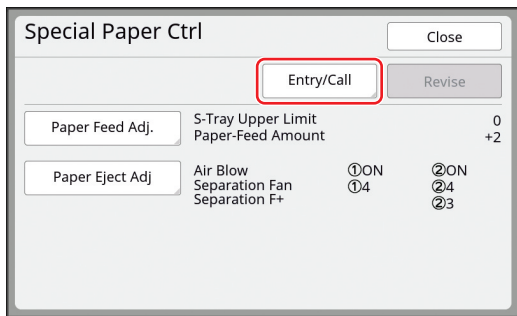 Special Paper Ctrl
Close
Entry/Call
Revise
Paper Feed Adj.
S-Tray Upper Limit 0
Paper-Feed Amount +2
Paper Eject Adj
Air Blow ①ON ②ON
Separation Fan ①4 ②4
Separation F+ ②3